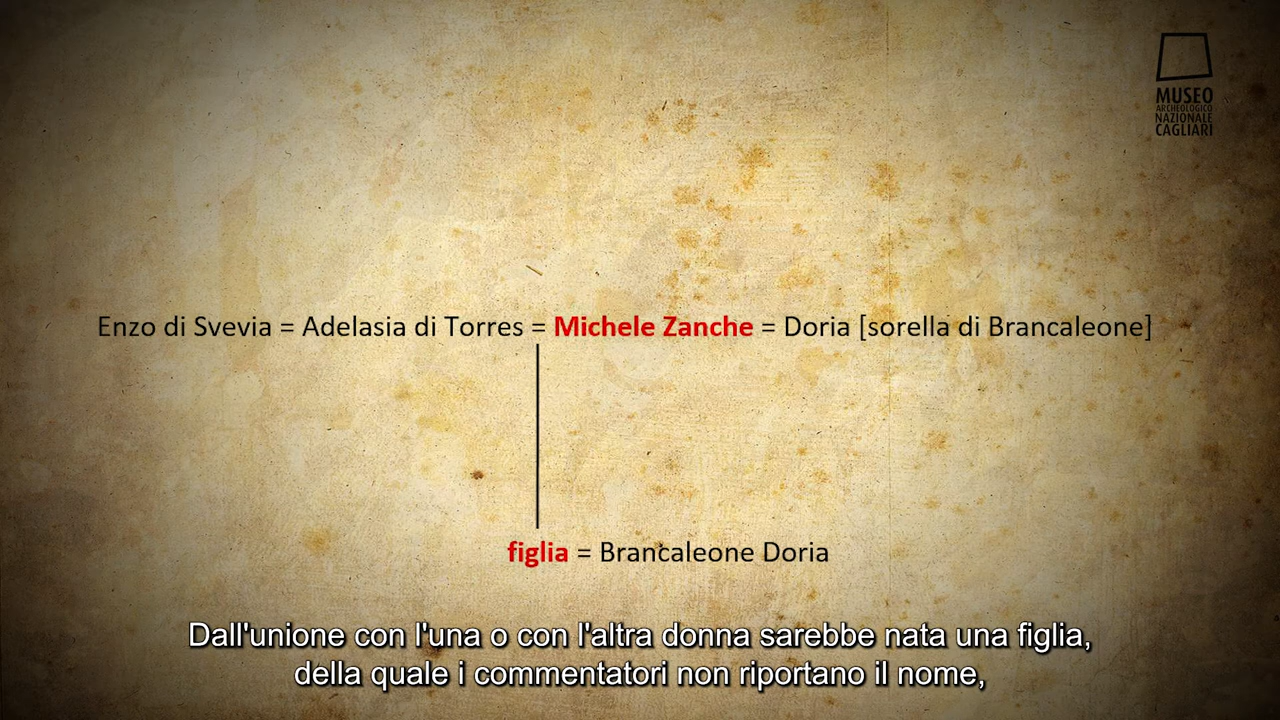 MUSEO
ARCHEOLOGICO
NAZIONALE
CAGLIARI
Enzo di Svevia = Adelasia di Torres = Michele Zanche = Doria [sorella di Brancaleone]
figlia = Brancaleone Doria
Dall'unione con l'una o con l'altra donna sarebbe nata una figlia,
della quale i commentatori non riportano il nome,